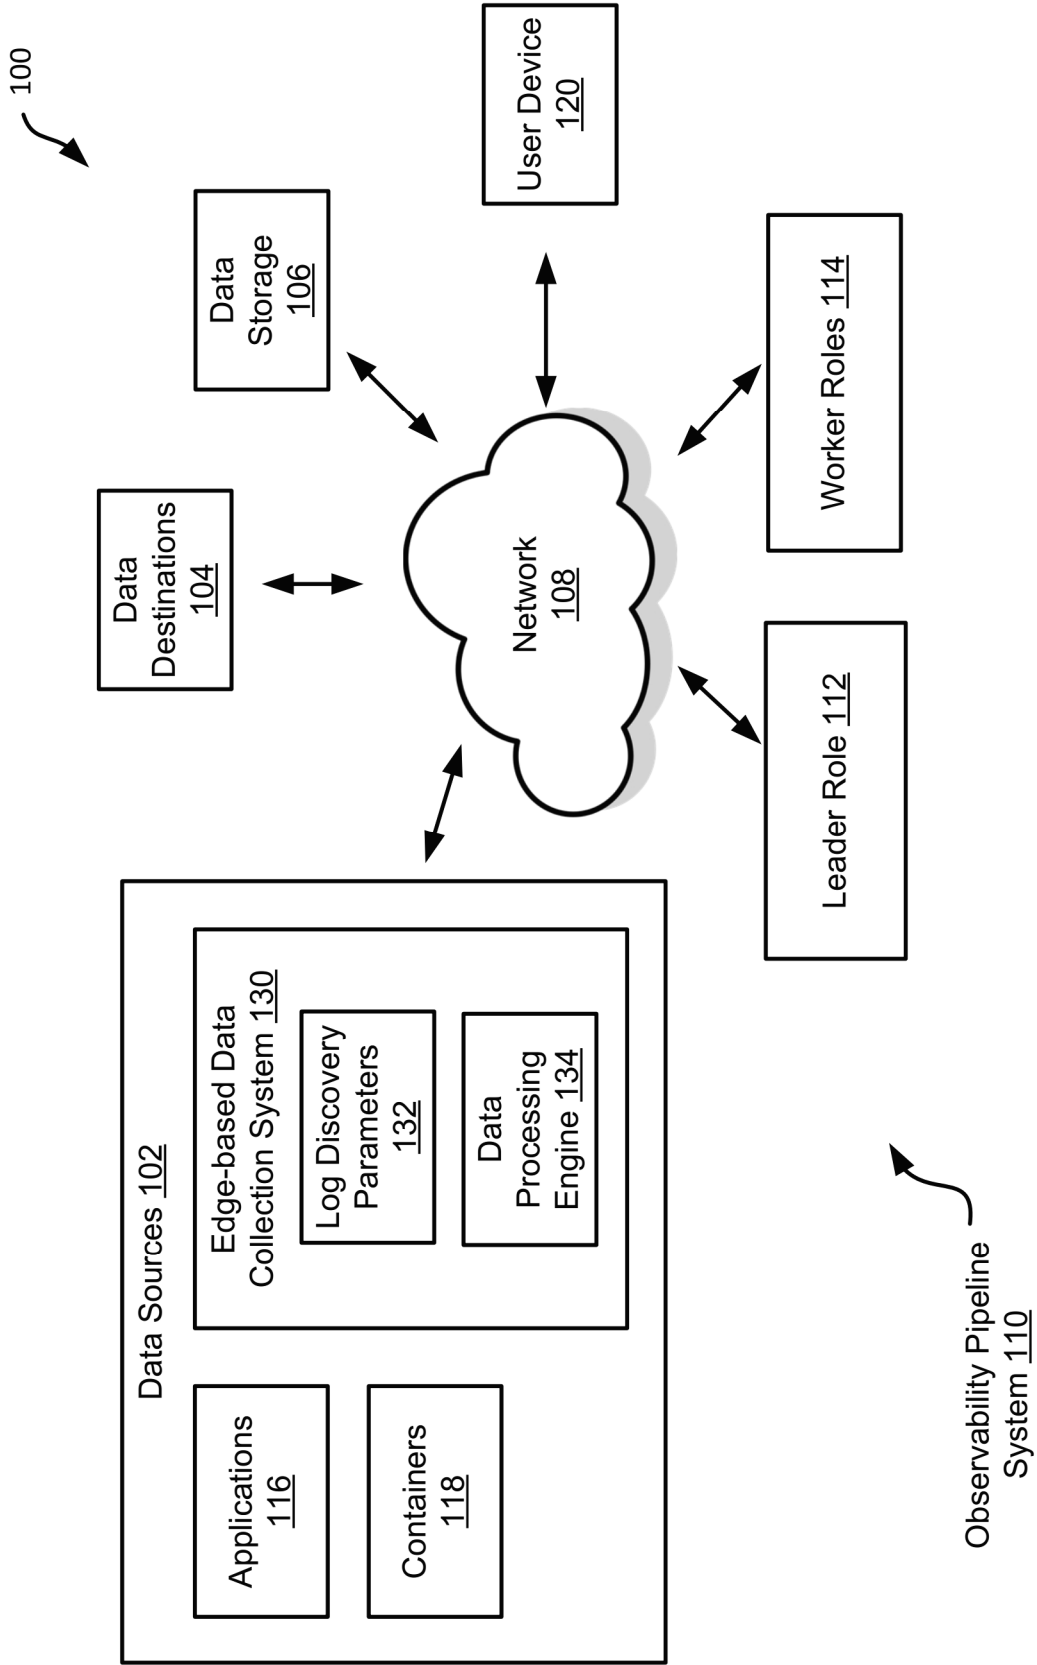 100
Data Sources 102
Applications
116
Containers
118
Edge-based Data
Collection System 130
Log Discovery
Parameters
132
Data
Processing
Engine 134
Data
Destinations
104
Data
Storage
106
Network
108
User Device
120
Leader Role 112
Worker Roles 114
Observability Pipeline
System 110